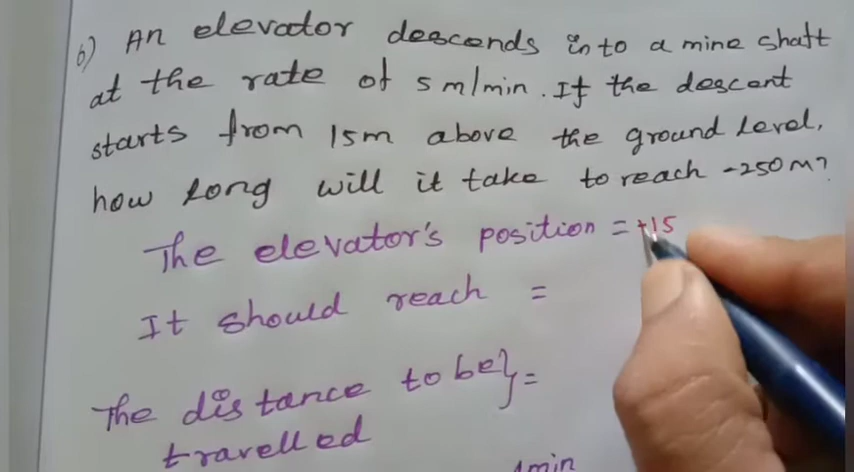 b) An elevator descends into a mine shaft
at the rate of 5 m/min. If the descent
starts from 15m above the ground level,
how long will it take to reach -250 m?
The elevator's position = +15
It should reach =
The distance to be } =
travelled
1min